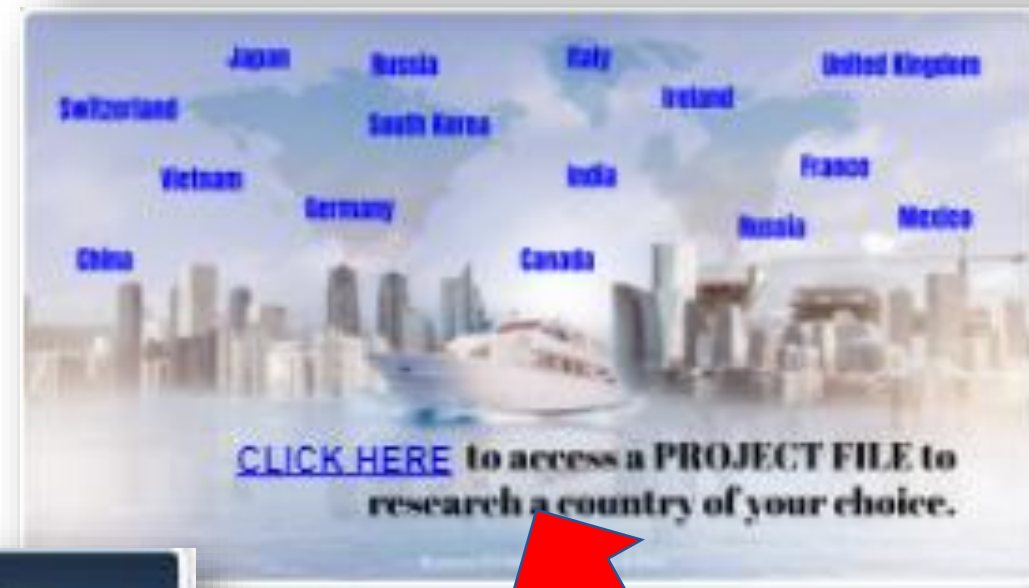 Japan
Russia
Italy
United Kingdom
Switzerland
South Korea
Ireland
Vietnam
India
France
Germany
Russia
Mexico
China
Canada
CLICK HERE to access a PROJECT FILE to
research a country of your choice.